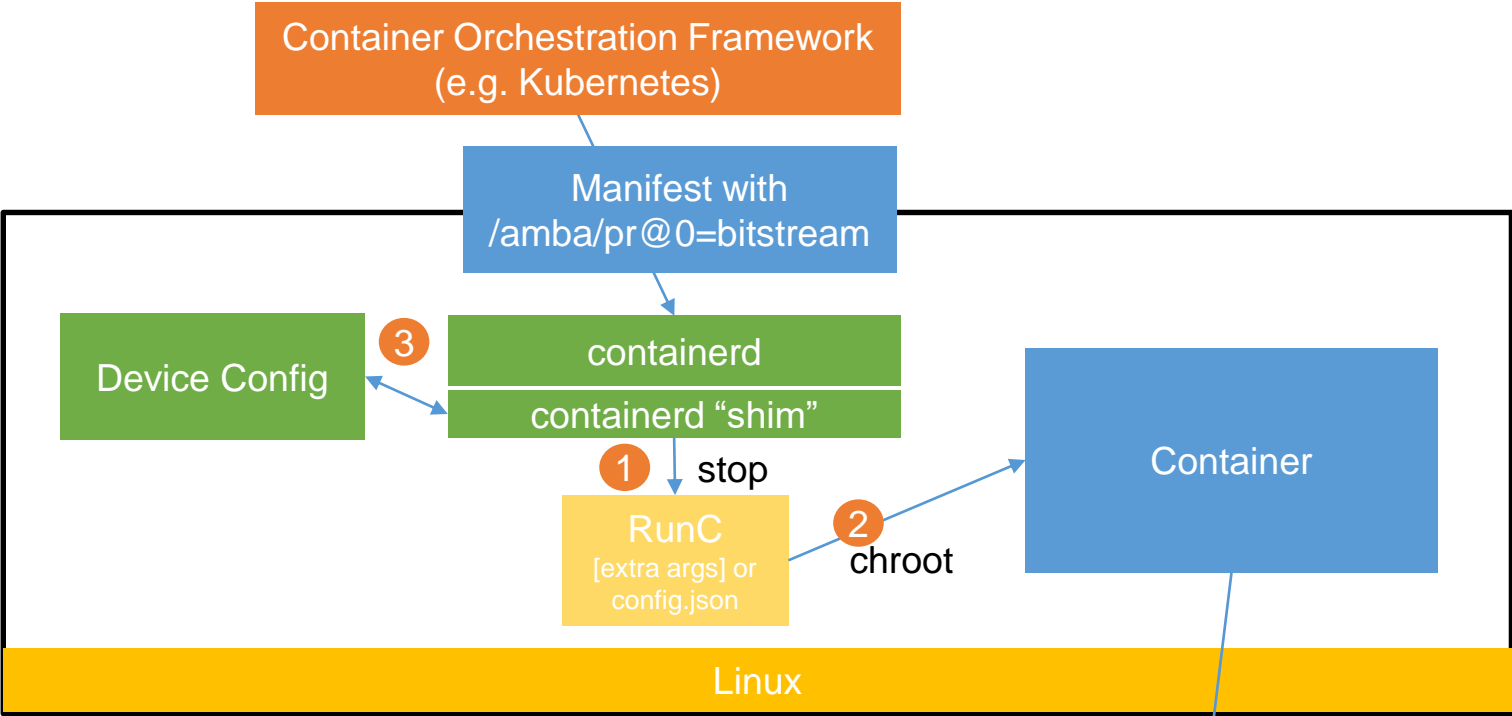 Container Orchestration Framework
(e.g. Kubernetes)
Manifest with
/amba/pr@0=bitstream
Device Config
3
containerd
containerd “shim”
1
stop
RunC
[extra args] or
config.json
2
chroot
Container
Linux